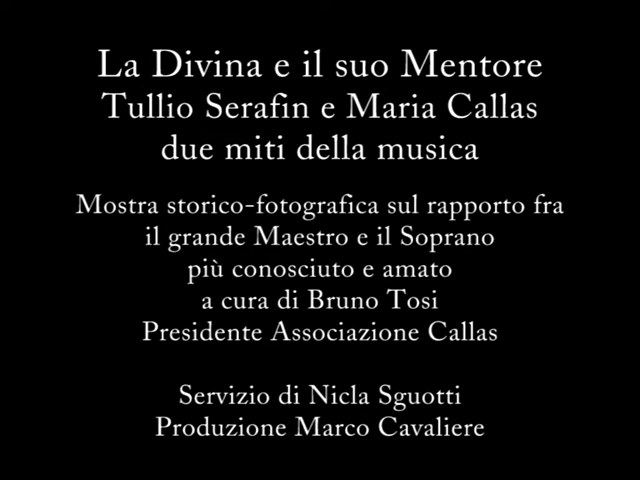 La Divina e il suo Mentore
Tullio Serafin e Maria Callas
due miti della musica
Mostra storico-fotografica sul rapporto fra
il grande Maestro e il Soprano
più conosciuto e amato
a cura di Bruno Tosi
Presidente Associazione Callas
Servizio di Nicla Sguotti
Produzione Marco Cavaliere